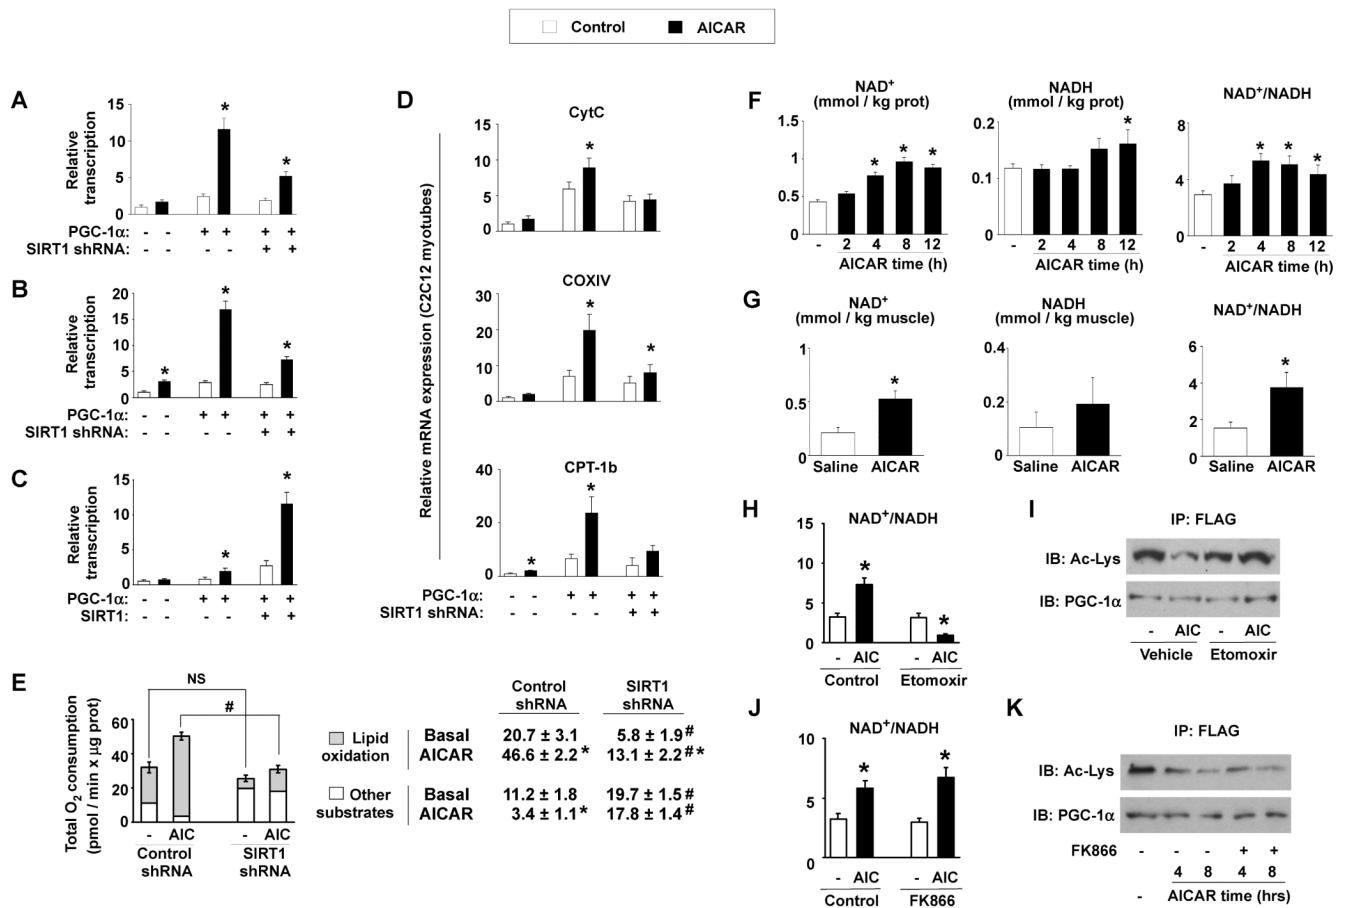 Control AICAR
A
Relative
transcription
15
10
5
0
* *
PGC-1α: - - + + + +
SIRT1 shRNA: - - - - + +
B
Relative
transcription
20
15
10
5
0
* * *
PGC-1α: - - + + + +
SIRT1 shRNA: - - - - + +
C
Relative
transcription
15
10
5
0
* *
PGC-1α: - - + + + +
SIRT1: - - - - + +
D
Relative mRNA expression (C2C12 myotubes)
CytC
15
10
5
0
*
COXIV
30
20
10
0
* *
CPT-1b
40
20
0
* *
PGC-1α: - - + + + +
SIRT1 shRNA: - - - - + +
E
Total O2 consumption
(pmol / min x μg prot)
60
40
20
0
NS
#
- AIC - AIC
Control
shRNA
SIRT1
shRNA
Control
shRNA
SIRT1
shRNA
Lipid
oxidation
Basal 20.7 ± 3.1 5.8 ± 1.9#
AICAR 46.6 ± 2.2* 13.1 ± 2.2#*
Other
substrates
Basal 11.2 ± 1.8 19.7 ± 1.5#
AICAR 3.4 ± 1.1* 17.8 ± 1.4#
F
NAD+
(mmol / kg prot)
1.5
1
0.5
0
* * *
- 2 4 8 12
AICAR time (h)
NADH
(mmol / kg prot)
0.2
0.1
0
*
- 2 4 8 12
AICAR time (h)
NAD+/NADH
8
4
0
* * *
- 2 4 8 12
AICAR time (h)
G
NAD+
(mmol / kg muscle)
1
0.5
0
*
Saline AICAR
NADH
(mmol / kg muscle)
0.4
0.2
0
Saline AICAR
NAD+/NADH
6
4
2
0
*
Saline AICAR
H
NAD+/NADH
15
10
5
0
* *
- AIC - AIC
Control Etomoxir
I
IP: FLAG
IB: Ac-Lys
IB: PGC-1α
- AIC - AIC
Vehicle Etomoxir
J
NAD+/NADH
10
5
0
* *
- AIC - AIC
Control FK866
K
IP: FLAG
IB: Ac-Lys
IB: PGC-1α
FK866 - - - + +
- 4 8 4 8
AICAR time (hrs)